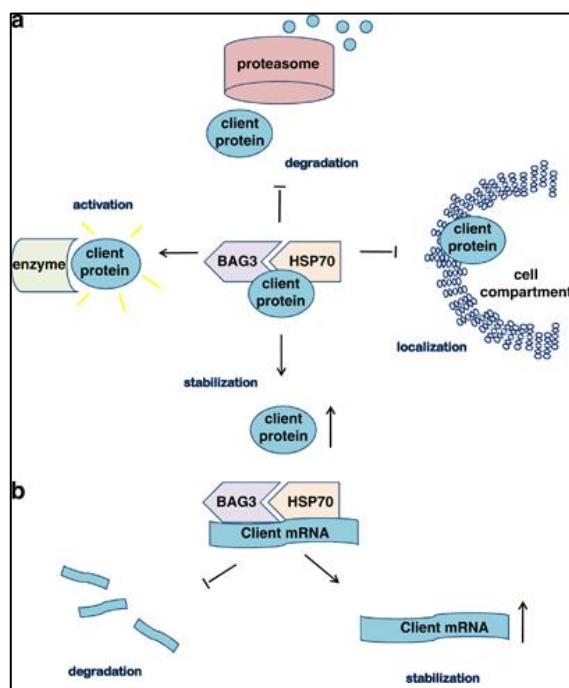 a
proteasome
client
protein
degradation
activation
enzyme
client
protein
BAG3
HSP70
client
protein
client
protein
cell
compartment
localization
stabilization
client
protein
b
BAG3
HSP70
Client mRNA
degradation
Client mRNA
stabilization